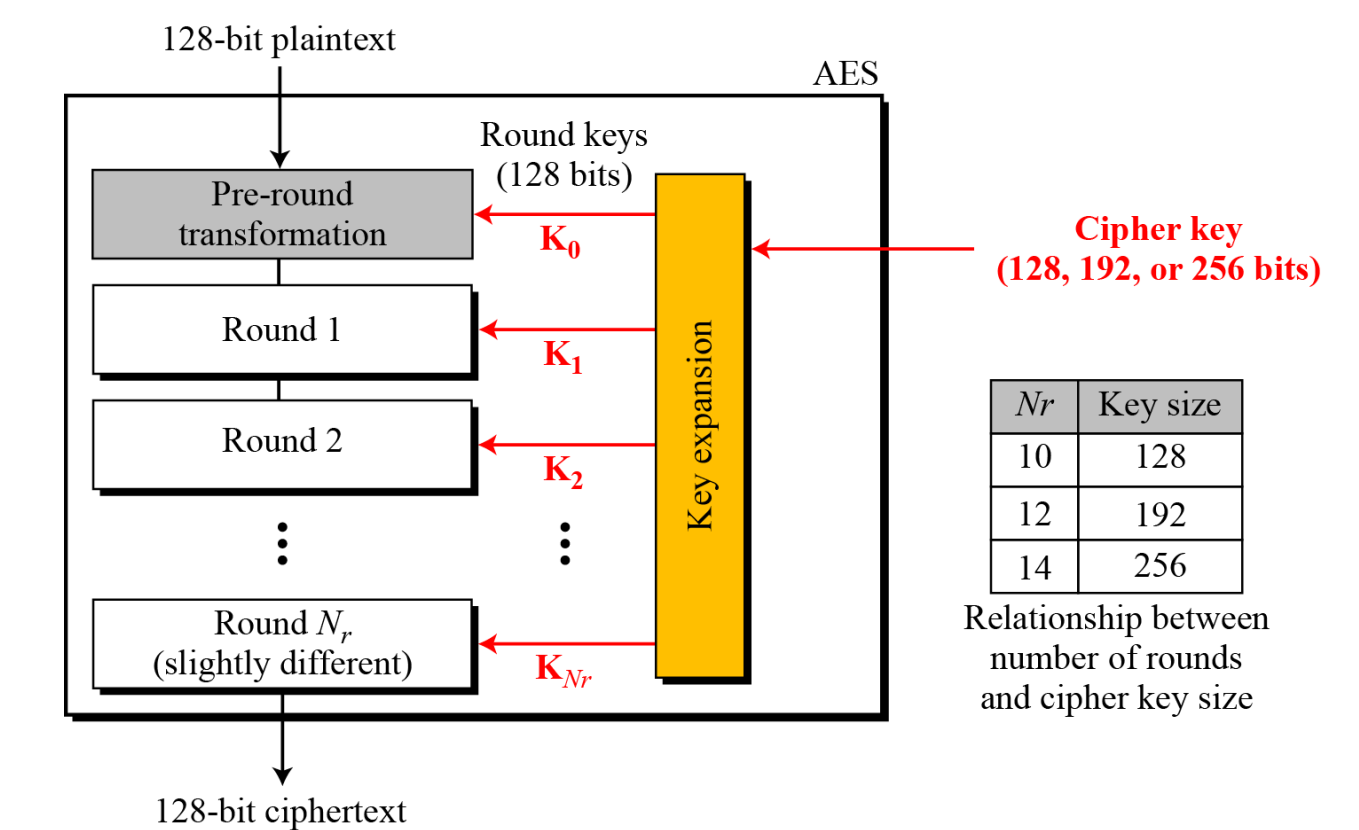 128-bit plaintext
AES
Round keys
(128 bits)
Pre-round
transformation
K0
Cipher key
(128, 192, or 256 bits)
Round 1
K1
Key expansion
Round 2
K2
Round Nr
(slightly different)
KNr
128-bit ciphertext
Nr Key size
10 128
12 192
14 256
Relationship between
number of rounds
and cipher key size